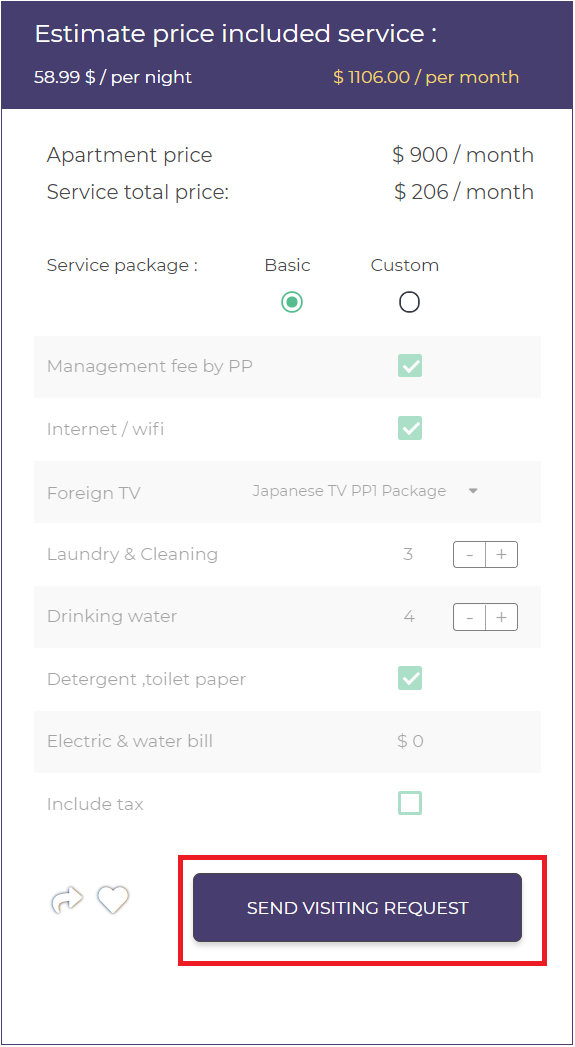 Estimate price included service :
58.99 $ / per night $ 1106.00 / per month
Apartment price $ 900 / month
Service total price: $ 206 / month
Service package : Basic Custom
Management fee by PP
Internet / wifi
Foreign TV Japanese TV PP1 Package
Laundry & Cleaning 3 - +
Drinking water 4 - +
Detergent ,toilet paper
Electric & water bill $ 0
Include tax
SEND VISITING REQUEST